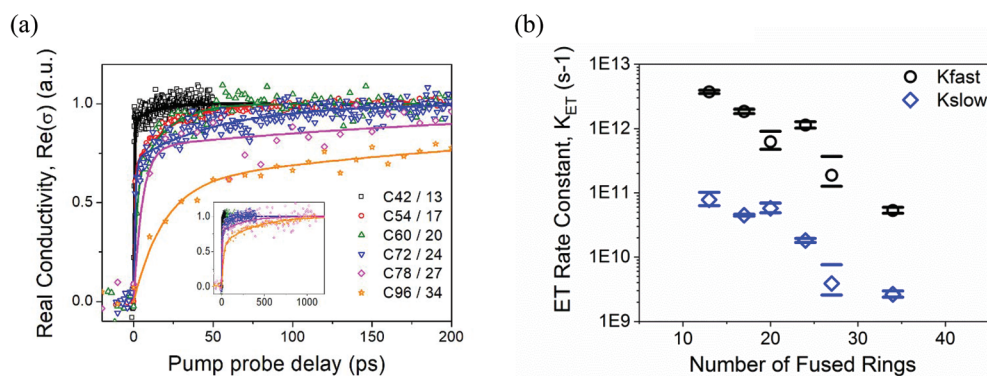 (a)
Real Conductivity, Re(σ) (a.u.)
1.0
0.5
0.0
0
50
100
150
200
Pump probe delay (ps)
C42 / 13
C54 / 17
C60 / 20
C72 / 24
C78 / 27
C96 / 34
1.0
0.5
0.0
0
500
1000
(b)
ET Rate Constant, K_ET (s-1)
1E13
1E12
1E11
1E10
1E9
10
20
30
40
Number of Fused Rings
Kfast
Kslow